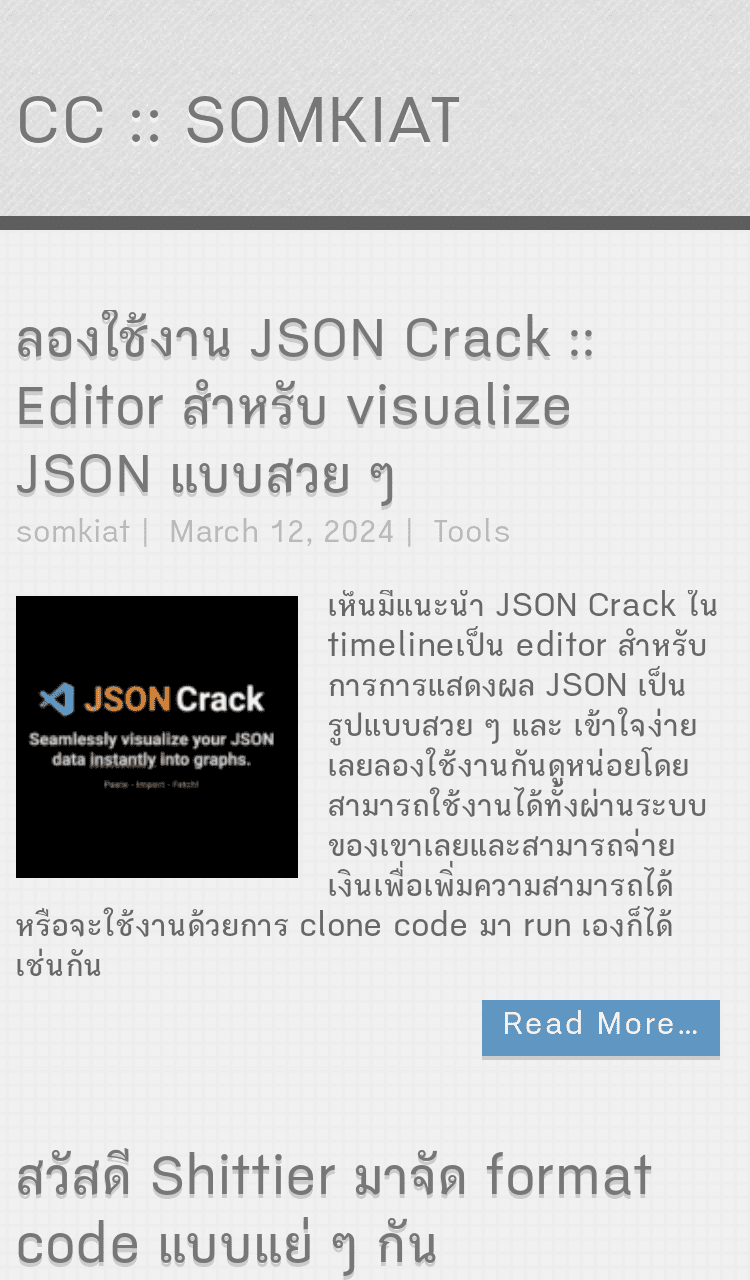 CC :: SOMKIAT
ลองใช้งาน JSON Crack ::
Editor สำหรับ visualize
JSON แบบสวย ๆ
somkiat | March 12, 2024 | Tools
JSON Crack
Seamlessly visualize your JSON
data instantly into graphs.
Paste - Import - Fetch!
เห็นมีแนะนำ JSON Crack ใน
timelineเป็น editor สำหรับ
การการแสดงผล JSON เป็น
รูปแบบสวย ๆ และ เข้าใจง่าย
เลยลองใช้งานกันดูหน่อยโดย
สามารถใช้งานได้ทั้งผ่านระบบ
ของเขาเลยและสามารถจ่าย
เงินเพื่อเพิ่มความสามารถได้
หรือจะใช้งานด้วยการ clone code มา run เองก็ได้
เช่นกัน
Read More…
สวัสดี Shittier มาจัด format
code แบบแย่ ๆ กัน